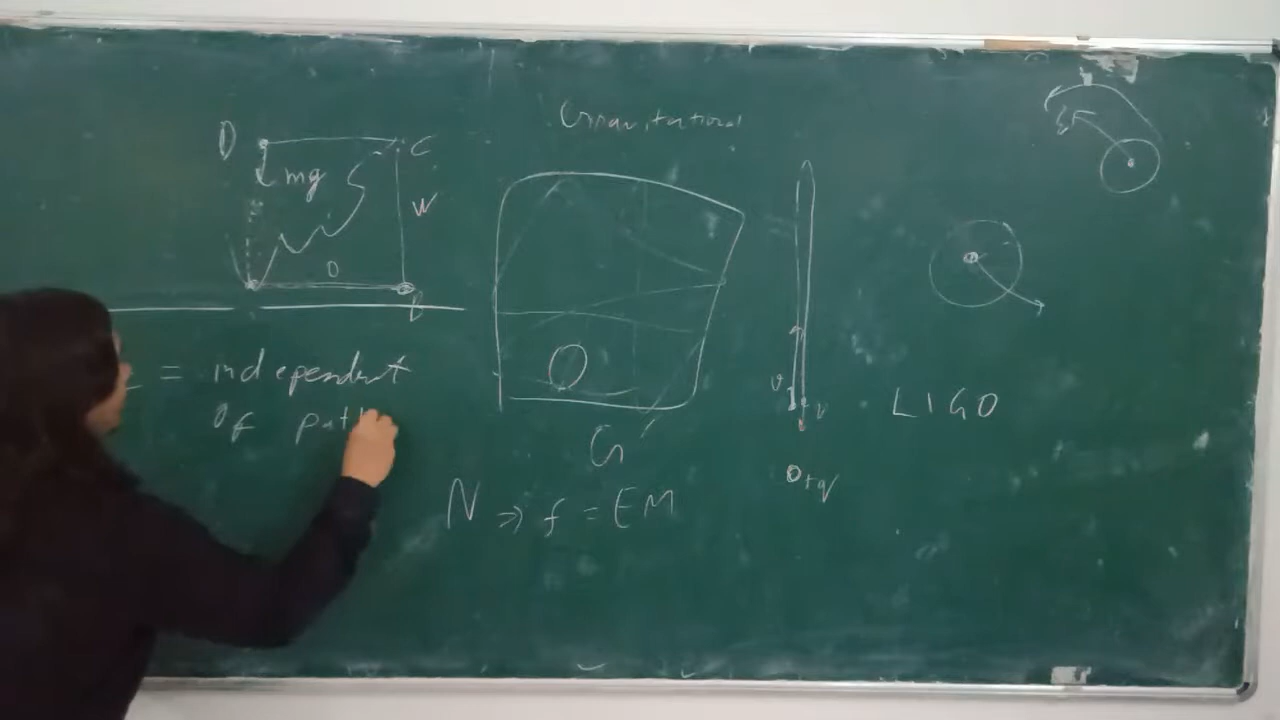 Gravitational
D
C
mg
W
0
B
= independent
of path
G
N ⇒ f = EM
v
v
+q
LIGO